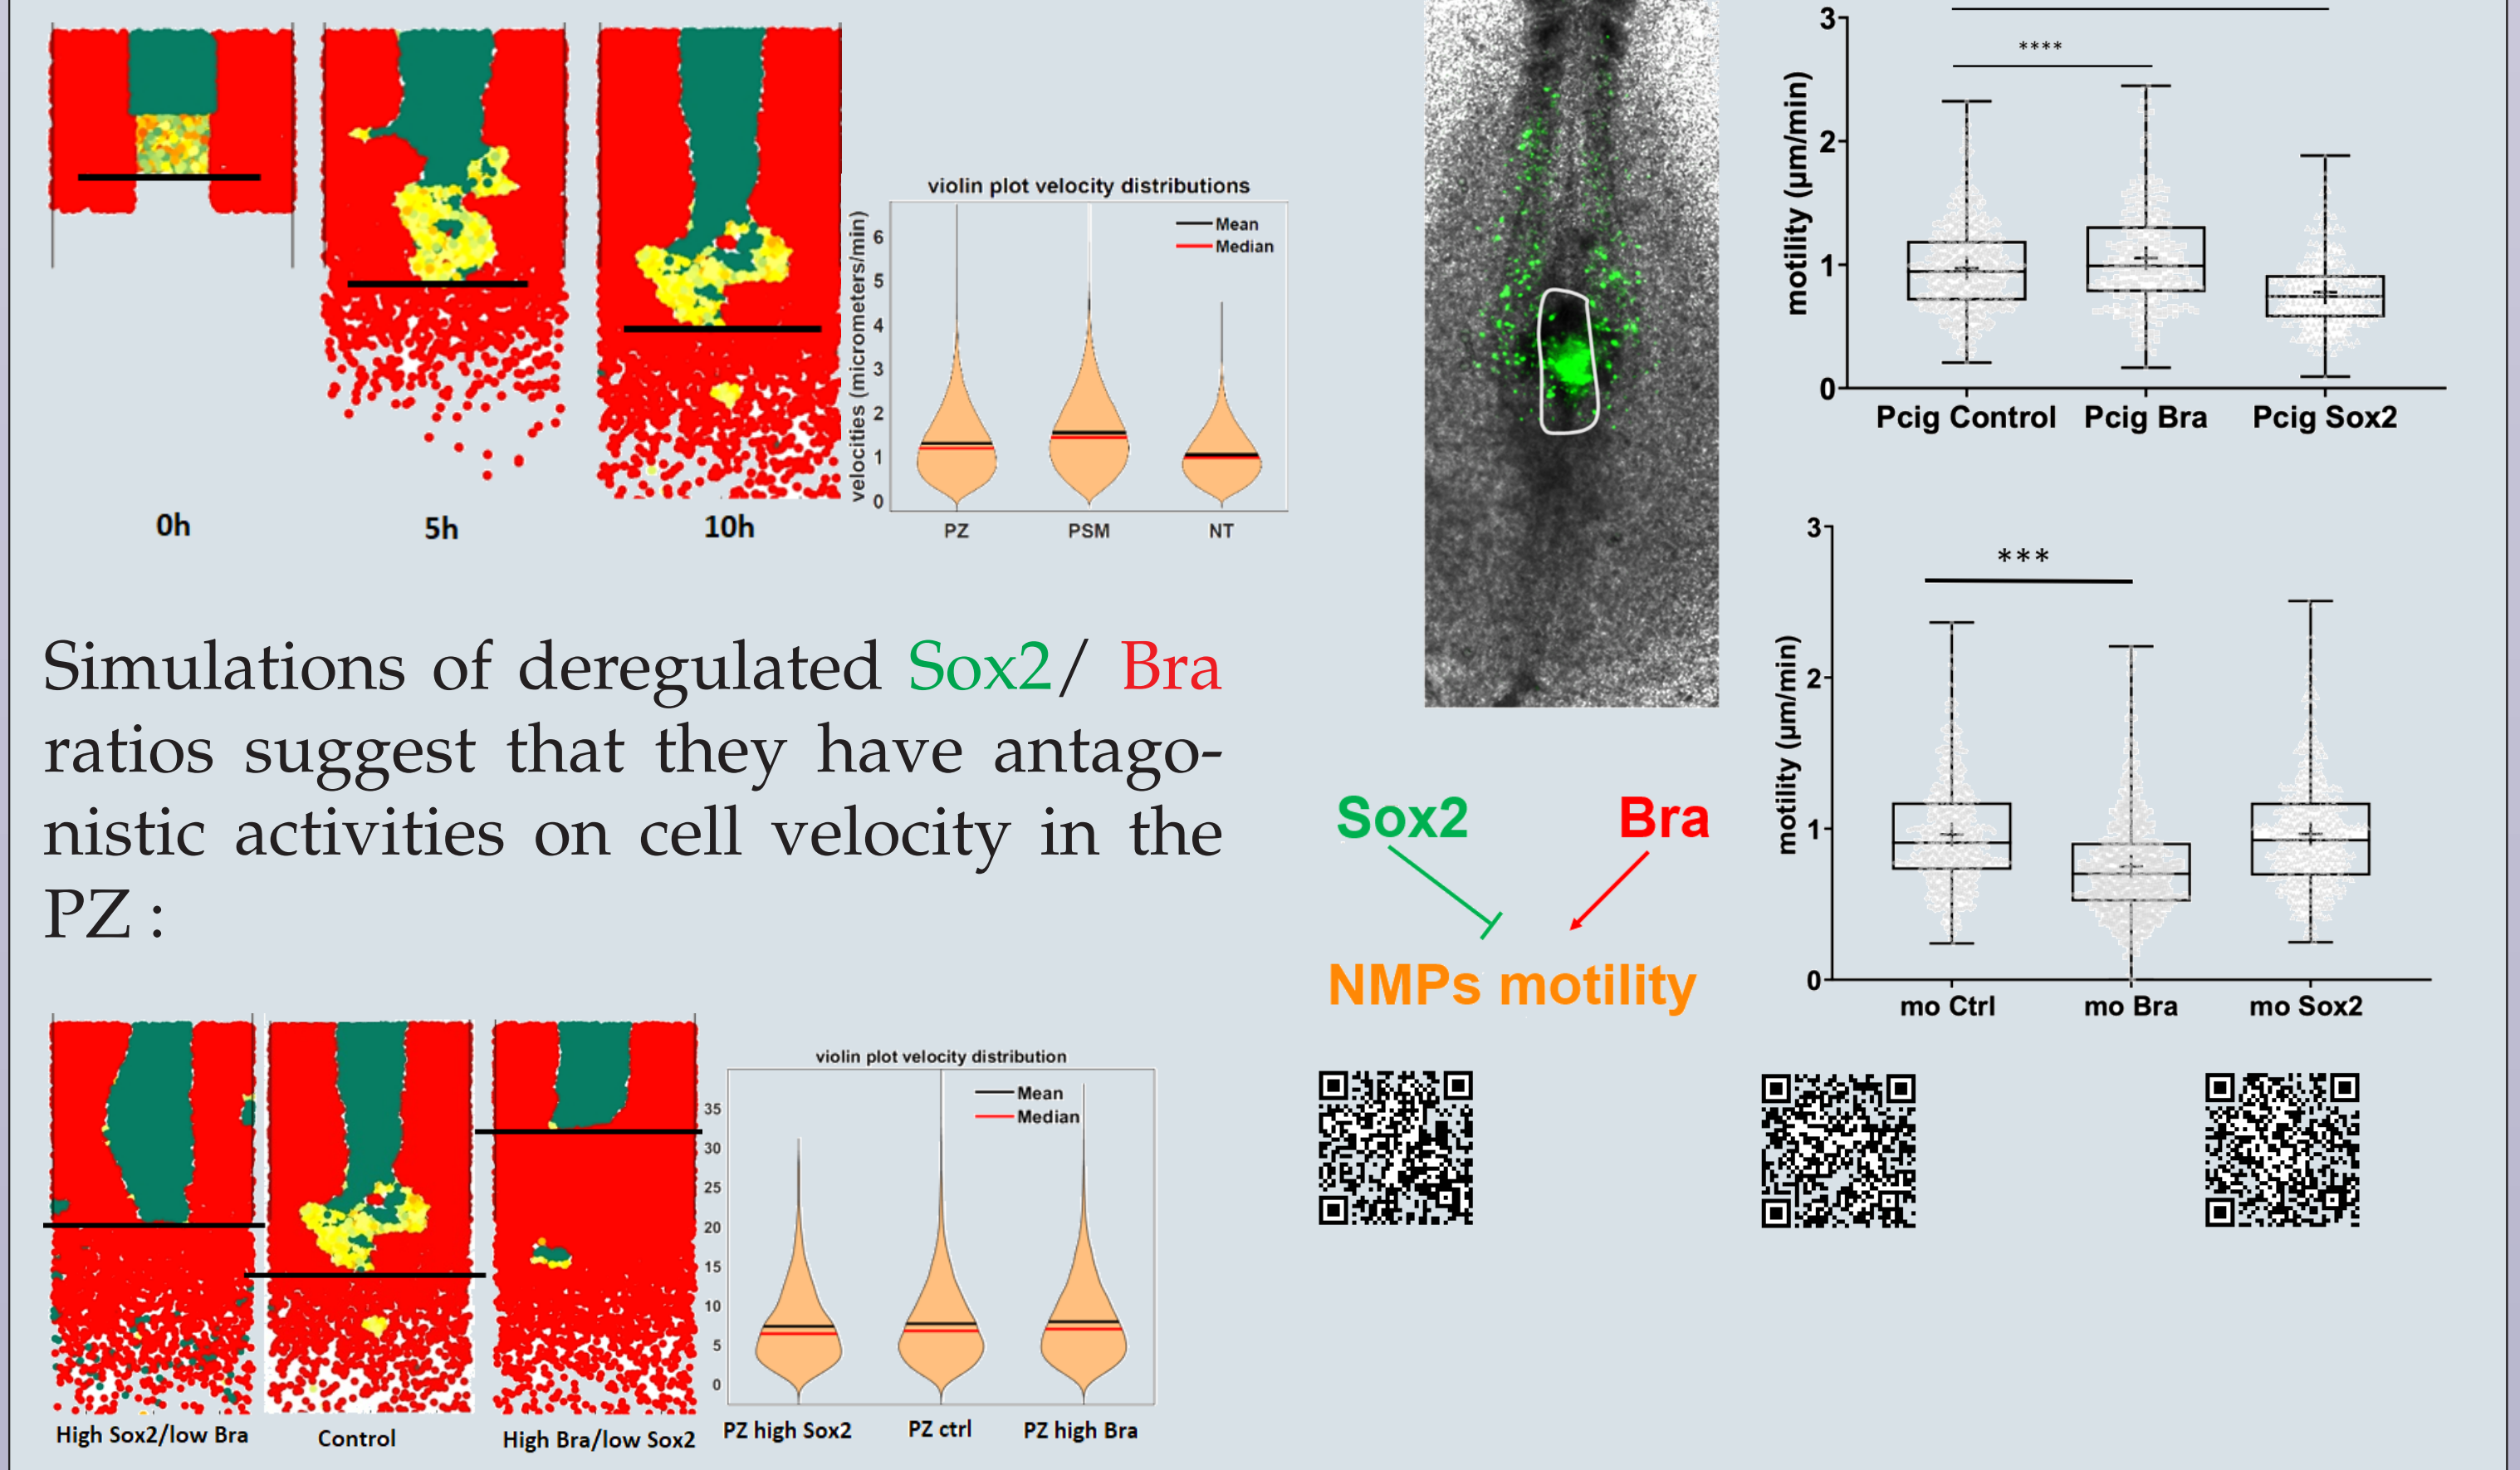 0h
5h
10h
violin plot velocity distributions
Mean
Median
velocities (micrometers/min)
6
5
4
3
2
1
0
PZ PSM NT
Simulations of deregulated Sox2/ Bra
ratios suggest that they have antago-
nistic activities on cell velocity in the
PZ :
High Sox2/low Bra
Control
High Bra/low Sox2
violin plot velocity distribution
Mean
Median
35
30
25
20
15
10
5
0
PZ high Sox2
PZ ctrl
PZ high Bra
Sox2 Bra
NMPs motility
motility (µm/min)
3
2
1
0
****
Pcig Control Pcig Bra Pcig Sox2
motility (µm/min)
3
2
1
0
***
mo Ctrl mo Bra mo Sox2